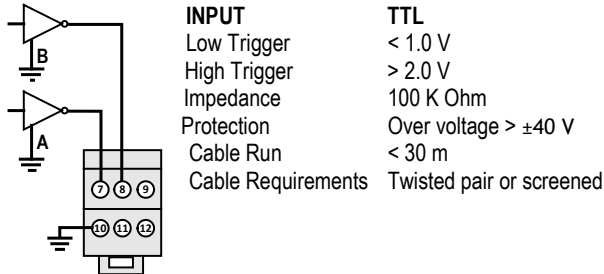 INPUT TTL
Low Trigger < 1.0 V
High Trigger > 2.0 V
Impedance 100 K Ohm
Protection Over voltage > ±40 V
Cable Run < 30 m
Cable Requirements Twisted pair or screened
B
A
7 8 9
10 11 12